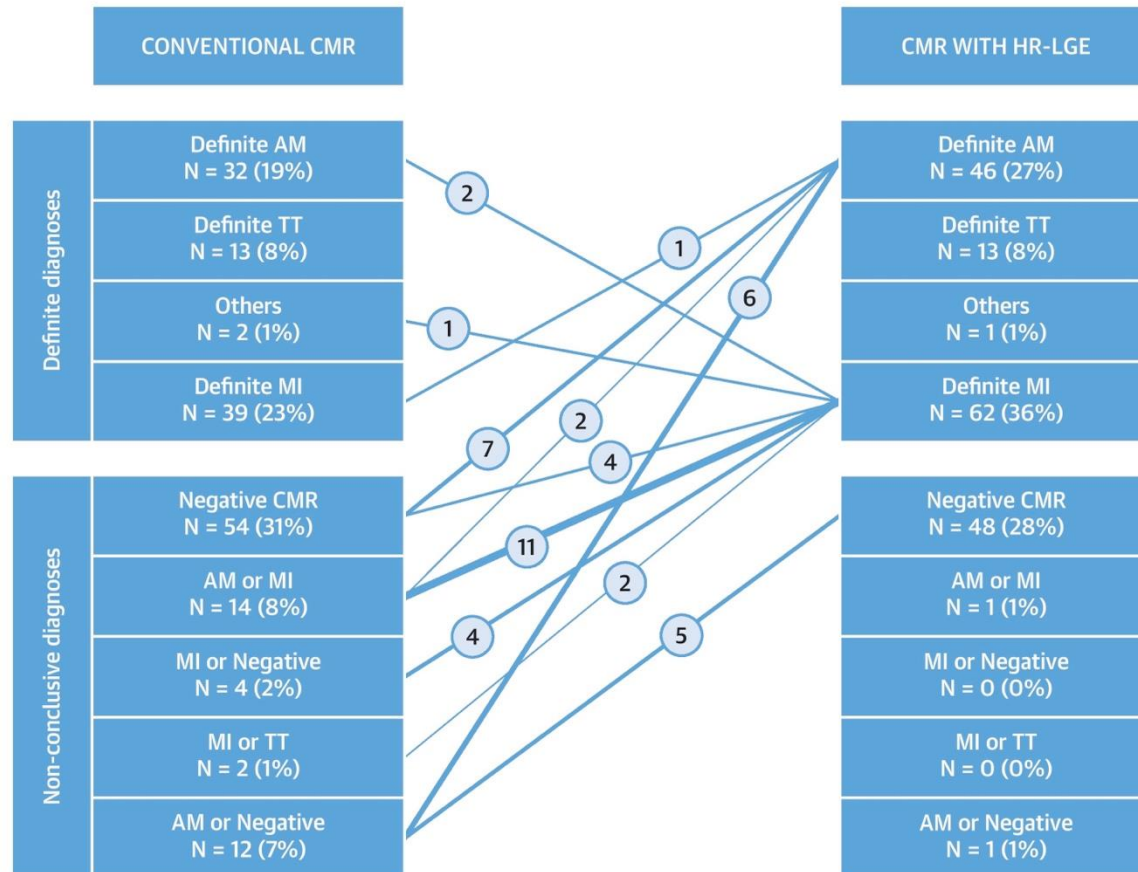 CONVENTIONAL CMR
CMR WITH HR-LGE
Definite diagnoses
Definite AM
N = 32 (19%)
Definite TT
N = 13 (8%)
Others
N = 2 (1%)
Definite MI
N = 39 (23%)
Non-conclusive diagnoses
Negative CMR
N = 54 (31%)
AM or MI
N = 14 (8%)
MI or Negative
N = 4 (2%)
MI or TT
N = 2 (1%)
AM or Negative
N = 12 (7%)
2
1
6
1
2
7
4
11
2
4
5
Definite AM
N = 46 (27%)
Definite TT
N = 13 (8%)
Others
N = 1 (1%)
Definite MI
N = 62 (36%)
Negative CMR
N = 48 (28%)
AM or MI
N = 1 (1%)
MI or Negative
N = 0 (0%)
MI or TT
N = 0 (0%)
AM or Negative
N = 1 (1%)